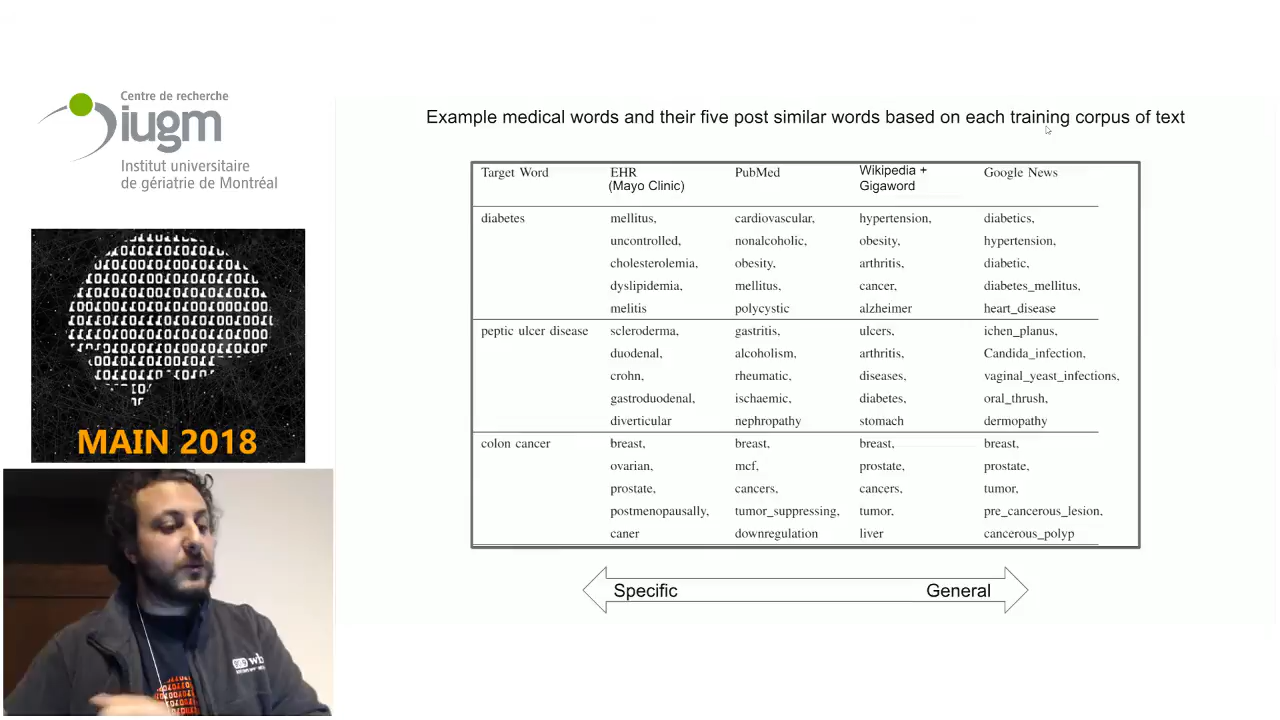 Centre de recherche
iugm
Institut universitaire
de gériatrie de Montréal
MAIN 2018
Example medical words and their five post similar words based on each training corpus of text
Target Word EHR (Mayo Clinic) PubMed Wikipedia + Gigaword Google News
diabetes mellitus, cardiovascular, hypertension, diabetics,
uncontrolled, nonalcoholic, obesity, hypertension,
cholesterolemia, obesity, arthritis, diabetic,
dyslipidemia, mellitus, cancer, diabetes_mellitus,
melitis polycystic alzheimer heart_disease
peptic ulcer disease scleroderma, gastritis, ulcers, ichen_planus,
duodenal, alcoholism, arthritis, Candida_infection,
crohn, rheumatic, diseases, vaginal_yeast_infections,
gastroduodenal, ischaemic, diabetes, oral_thrush,
diverticular nephropathy stomach dermopathy
colon cancer breast, breast, breast, breast,
ovarian, mcf, prostate, prostate,
prostate, cancers, cancers, tumor,
postmenopausally, tumor_suppressing, tumor, pre_cancerous_lesion,
caner downregulation liver cancerous_polyp
Specific General